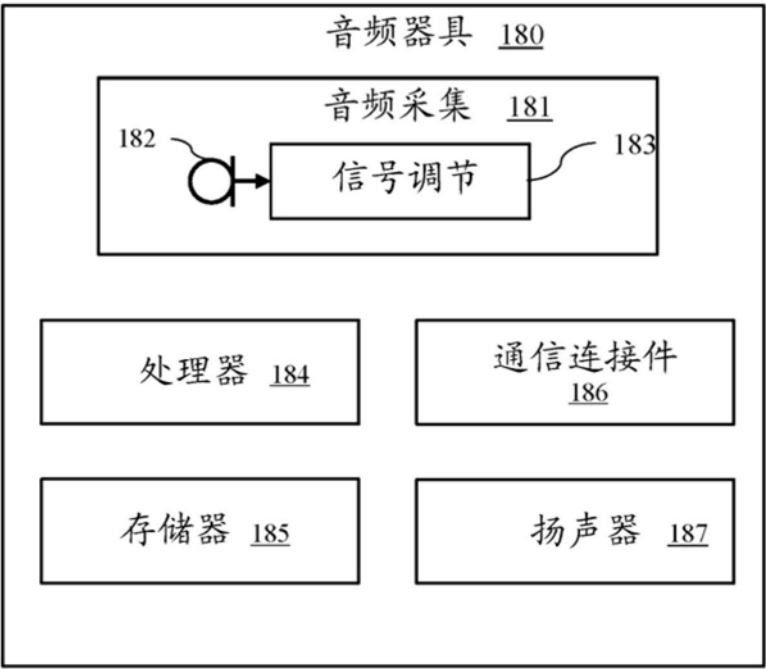 音频器具 180
音频采集 181
182
信号调节
183
处理器 184
通信连接件
186
存储器 185
扬声器 187